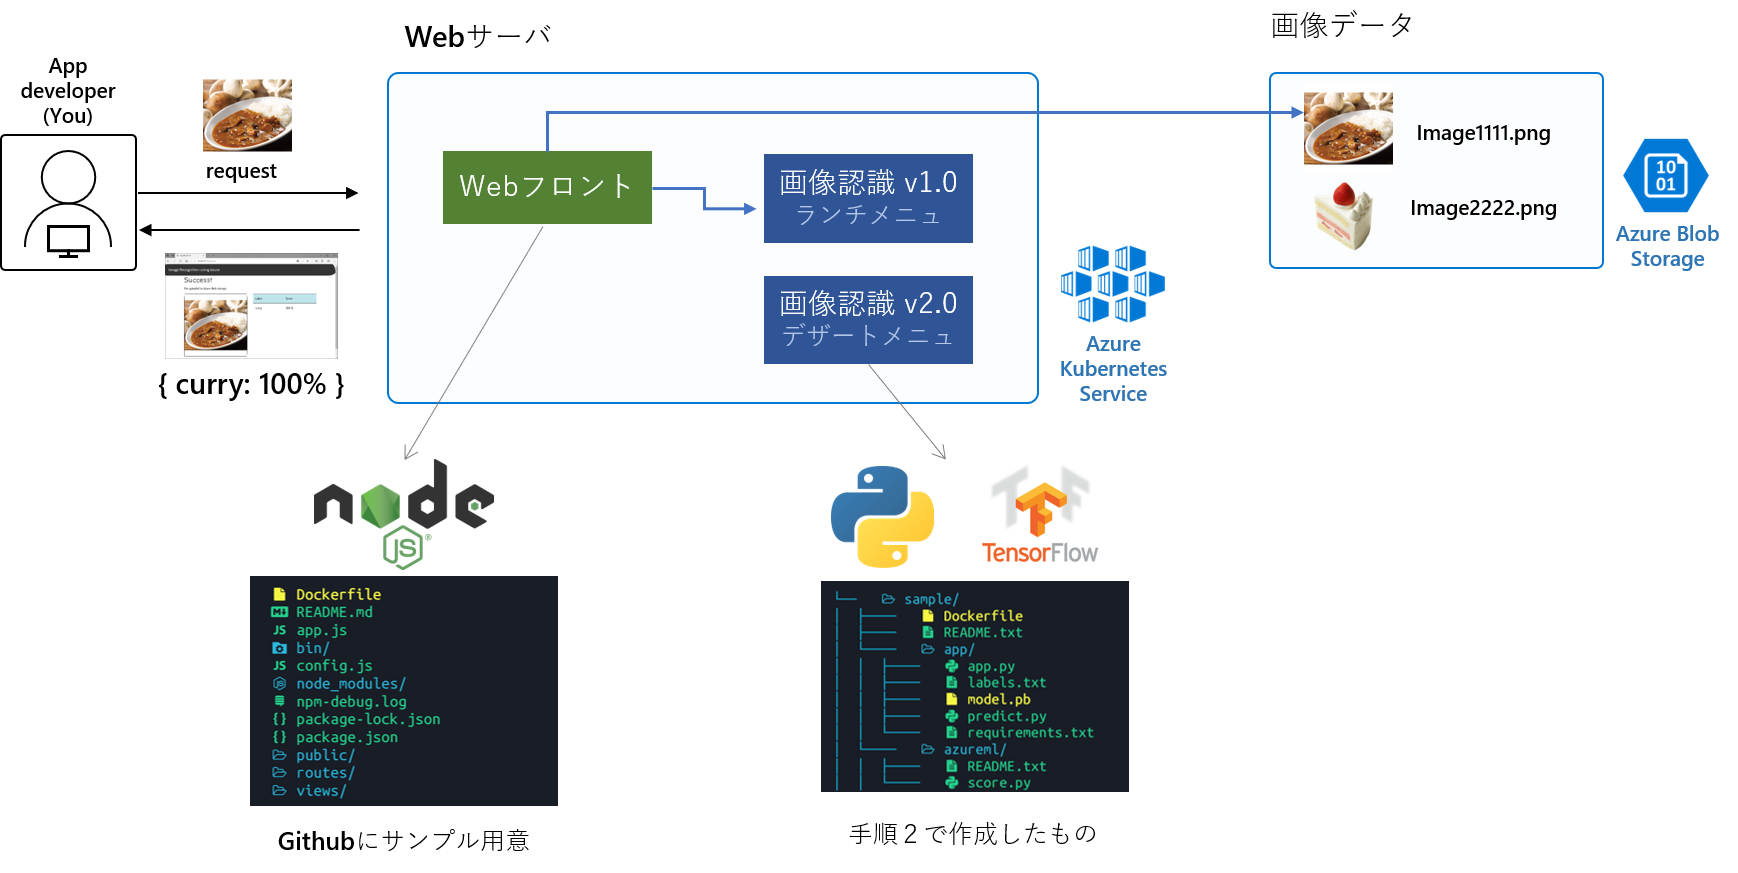 Webサーバ
画像データ
App
developer
(You)
request
Success!
{ curry: 100% }
Webフロント
画像認識 v1.0
ランチメニュ
画像認識 v2.0
デザートメニュ
Azure
Kubernetes
Service
Image1111.png
Image2222.png
10
01
Azure Blob
Storage
node
JS
Dockerfile
README.md
JS app.js
bin/
JS config.js
node_modules/
npm-debug.log
{} package-lock.json
{} package.json
public/
routes/
views/
Githubにサンプル用意
TensorFlow
sample/
Dockerfile
README.txt
app/
app.py
labels.txt
model.pb
predict.py
requirements.txt
azureml/
README.txt
score.py
手順２で作成したもの